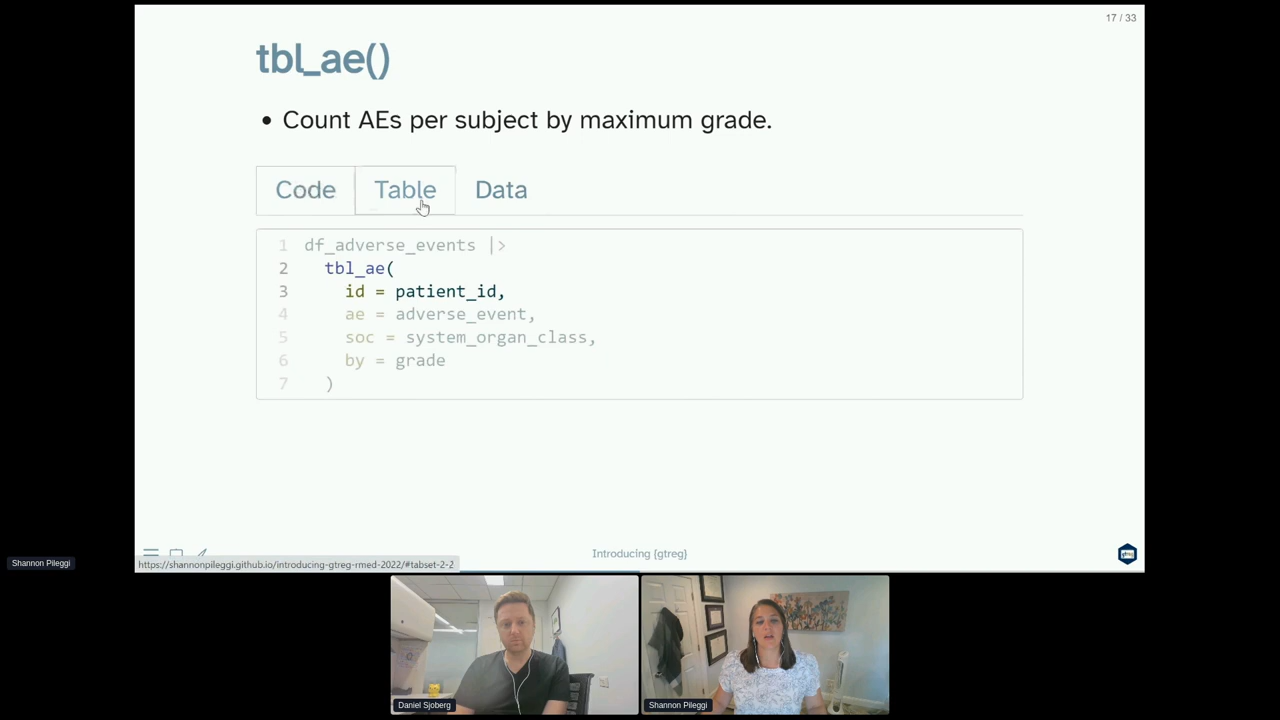 17 / 33
tbl_ae()
• Count AEs per subject by maximum grade.
Code Table Data
1 df_adverse_events |>
2 tbl_ae(
3 id = patient_id,
4 ae = adverse_event,
5 soc = system_organ_class,
6 by = grade
7 )
Introducing {gtreg}
gtreg
https://shannonpileggi.github.io/introducing-gtreg-rmed-2022/#tabset-2-2
Shannon Pileggi
Daniel Sjoberg
Shannon Pileggi